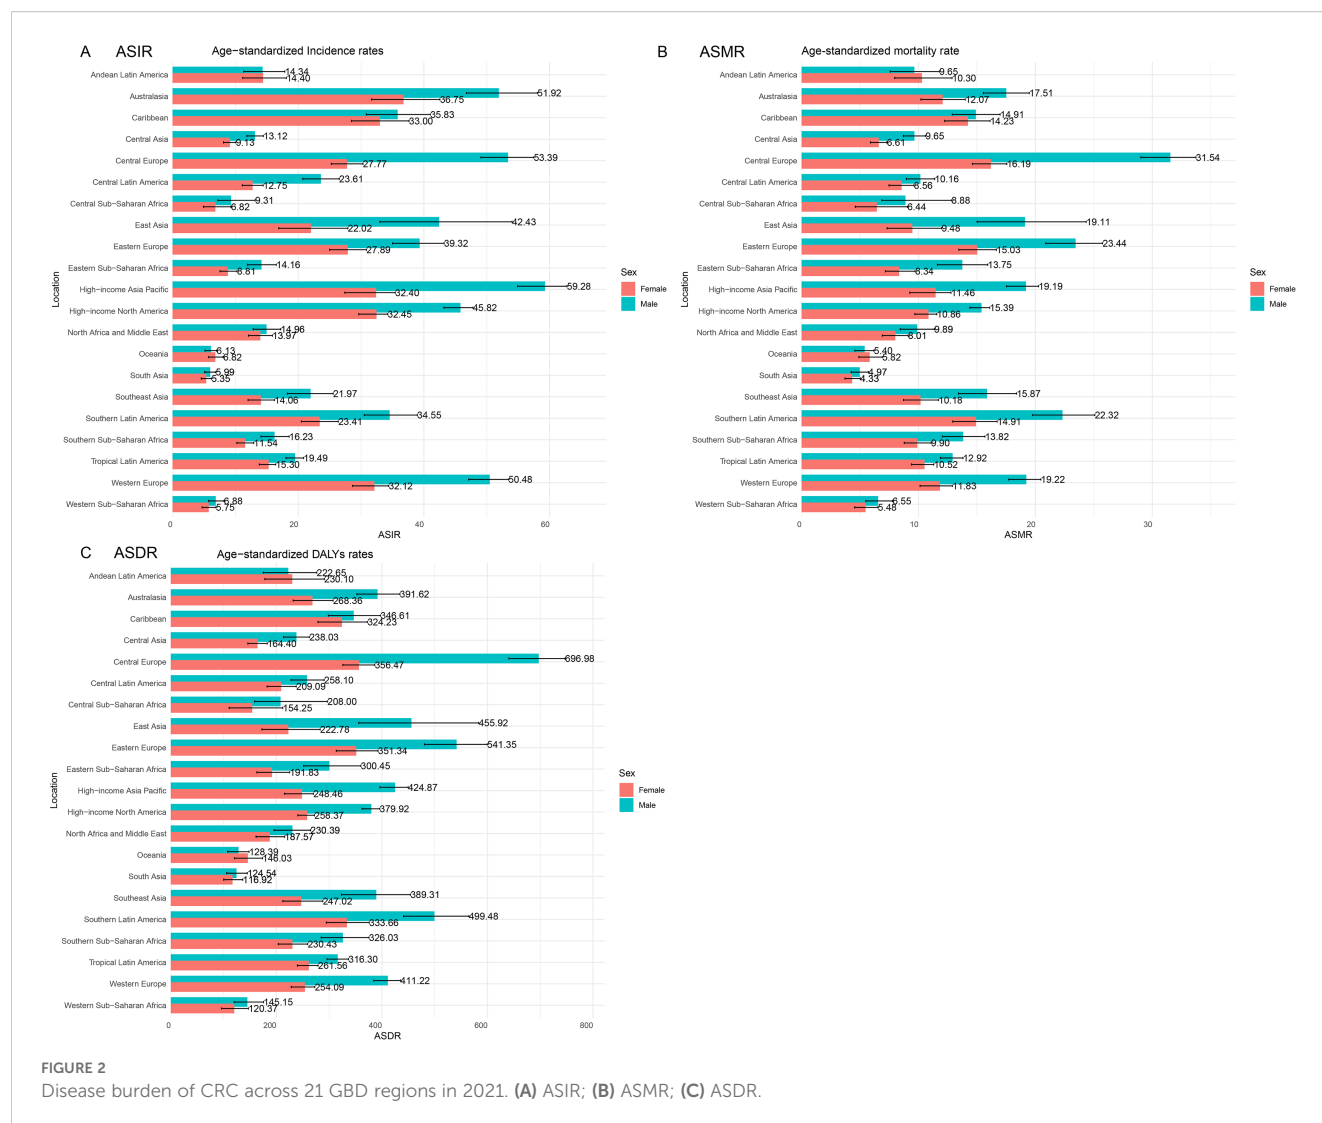 A ASIR Age−standardized Incidence rates
Location
Andean Latin America 14.34
14.40
Australasia 51.92
36.75
Caribbean 35.83
33.00
Central Asia 13.12
9.13
Central Europe 53.39
27.77
Central Latin America 23.61
12.75
Central Sub−Saharan Africa 9.31
6.82
East Asia 42.43
22.02
Eastern Europe 39.32
27.89
Eastern Sub−Saharan Africa 14.16
8.81
High−income Asia Pacific 59.28
32.40
High−income North America 45.82
32.45
North Africa and Middle East 14.96
13.97
Oceania 6.13
6.82
South Asia 5.99
5.35
Southeast Asia 21.97
14.06
Southern Latin America 34.55
23.41
Southern Sub−Saharan Africa 16.23
11.54
Tropical Latin America 19.49
15.30
Western Europe 50.48
32.12
Western Sub−Saharan Africa 6.88
5.75
0 20 40 60
ASIR
Sex
Female
Male
B ASMR Age-standardized mortality rate
Location
Andean Latin America 9.65
10.30
Australasia 17.51
12.07
Caribbean 14.91
14.23
Central Asia 9.65
6.61
Central Europe 31.54
16.19
Central Latin America 10.16
8.56
Central Sub−Saharan Africa 8.88
6.44
East Asia 19.11
9.48
Eastern Europe 23.44
15.03
Eastern Sub−Saharan Africa 13.75
8.34
High−income Asia Pacific 19.19
11.46
High−income North America 15.39
10.86
North Africa and Middle East 9.89
8.01
Oceania 5.40
5.82
South Asia 4.97
4.33
Southeast Asia 15.87
10.18
Southern Latin America 22.32
14.91
Southern Sub−Saharan Africa 13.82
9.90
Tropical Latin America 12.92
10.52
Western Europe 19.22
11.83
Western Sub−Saharan Africa 6.55
5.48
0 10 20 30
ASMR
Sex
Female
Male
C ASDR Age−standardized DALYs rates
Location
Andean Latin America 222.65
230.10
Australasia 391.62
268.36
Caribbean 346.61
324.23
Central Asia 238.03
164.40
Central Europe 696.98
356.47
Central Latin America 258.10
209.09
Central Sub−Saharan Africa 208.00
154.25
East Asia 455.92
222.78
Eastern Europe 541.35
351.34
Eastern Sub−Saharan Africa 300.45
191.83
High−income Asia Pacific 424.87
248.46
High−income North America 379.92
258.37
North Africa and Middle East 230.39
187.57
Oceania 128.39
146.03
South Asia 124.54
116.92
Southeast Asia 389.31
247.02
Southern Latin America 499.48
333.66
Southern Sub−Saharan Africa 326.03
230.43
Tropical Latin America 316.30
261.56
Western Europe 411.22
254.09
Western Sub−Saharan Africa 145.15
120.37
0 200 400 600 800
ASDR
Sex
Female
Male
FIGURE 2
Disease burden of CRC across 21 GBD regions in 2021. (A) ASIR; (B) ASMR; (C) ASDR.